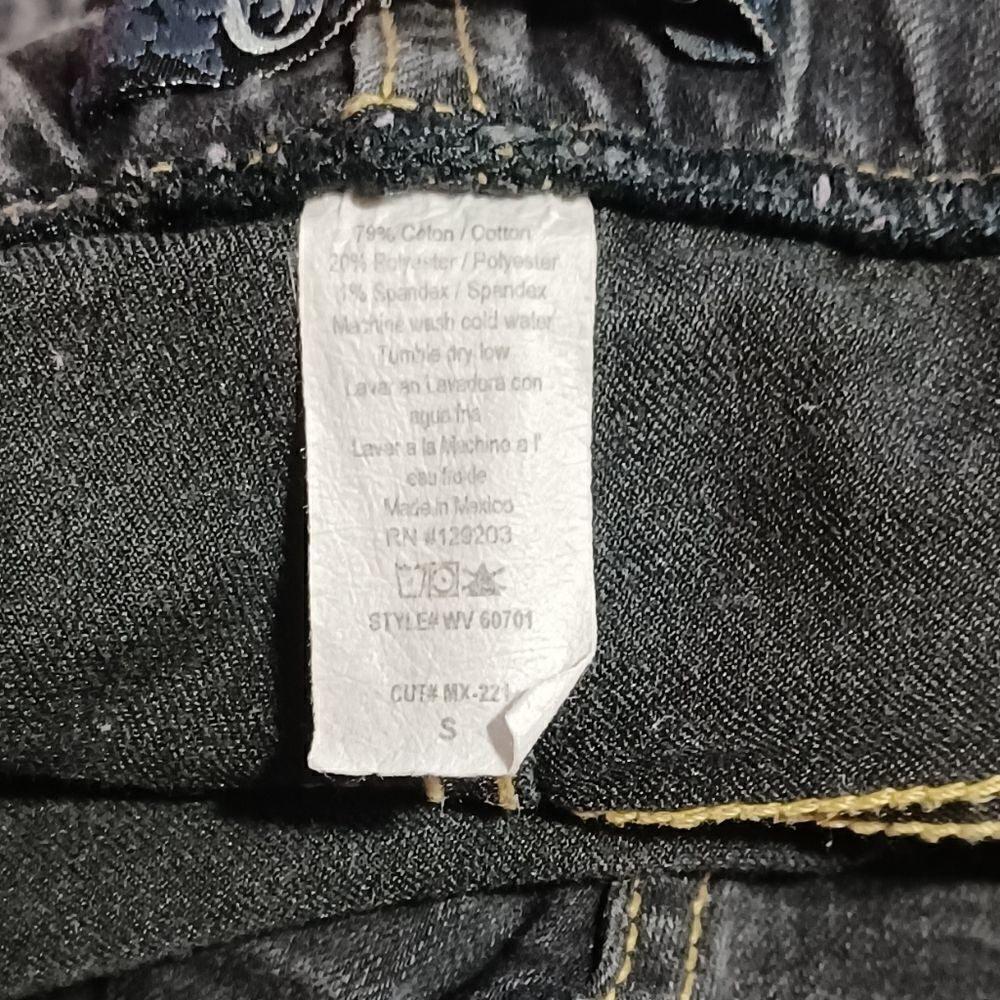 79% Coton / Cotton
20% Polyester / Polyester
1% Spandex / Spandex
Machine wash cold water
Tumble dry low
Lavar en Lavadora con
agua fria
Laver a la Machine a l'
eau froide
Made in Mexico
RN #129203
STYLE# WV 60701
CUT# MX-221
S